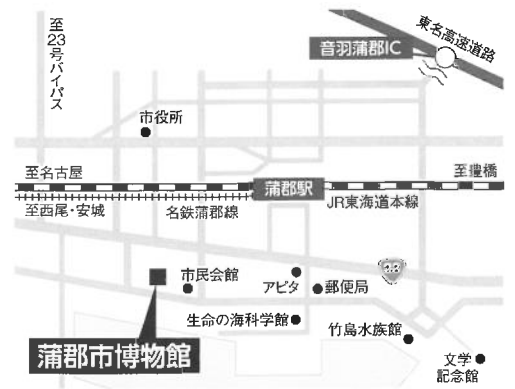 東名高速道路
音羽蒲郡IC
至23号バイパス
市役所
至名古屋
至豊橋
蒲郡駅
至西尾・安城
名鉄蒲郡線
JR東海道本線
市民会館
アピタ
郵便局
蒲郡市博物館
生命の海科学館
竹島水族館
文学
記念館